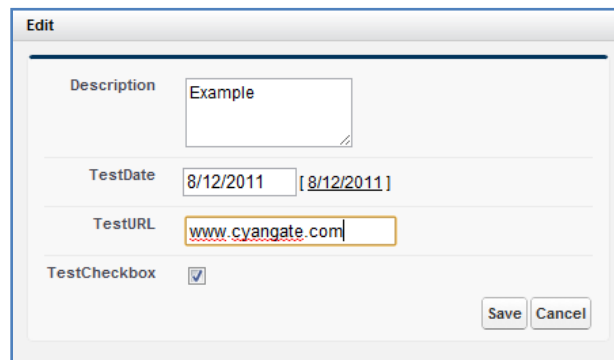 Edit
Description Example
TestDate 8/12/2011 [ 8/12/2011 ]
TestURL www.cyangate.com
TestCheckbox
Save Cancel